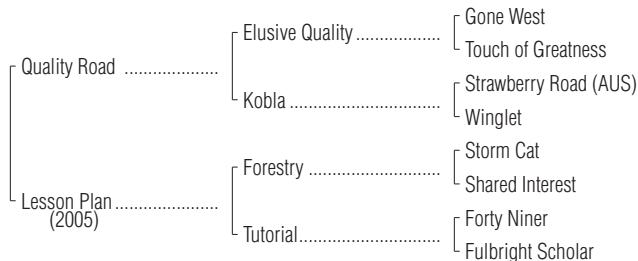 Gone West
Elusive Quality ..................
Touch of Greatness
Quality Road ....................
Strawberry Road (AUS)
Kobla ................................
Winglet
Storm Cat
Forestry ............................
Shared Interest
Lesson Plan ......................
(2005)
Forty Niner
Tutorial..............................
Fulbright Scholar